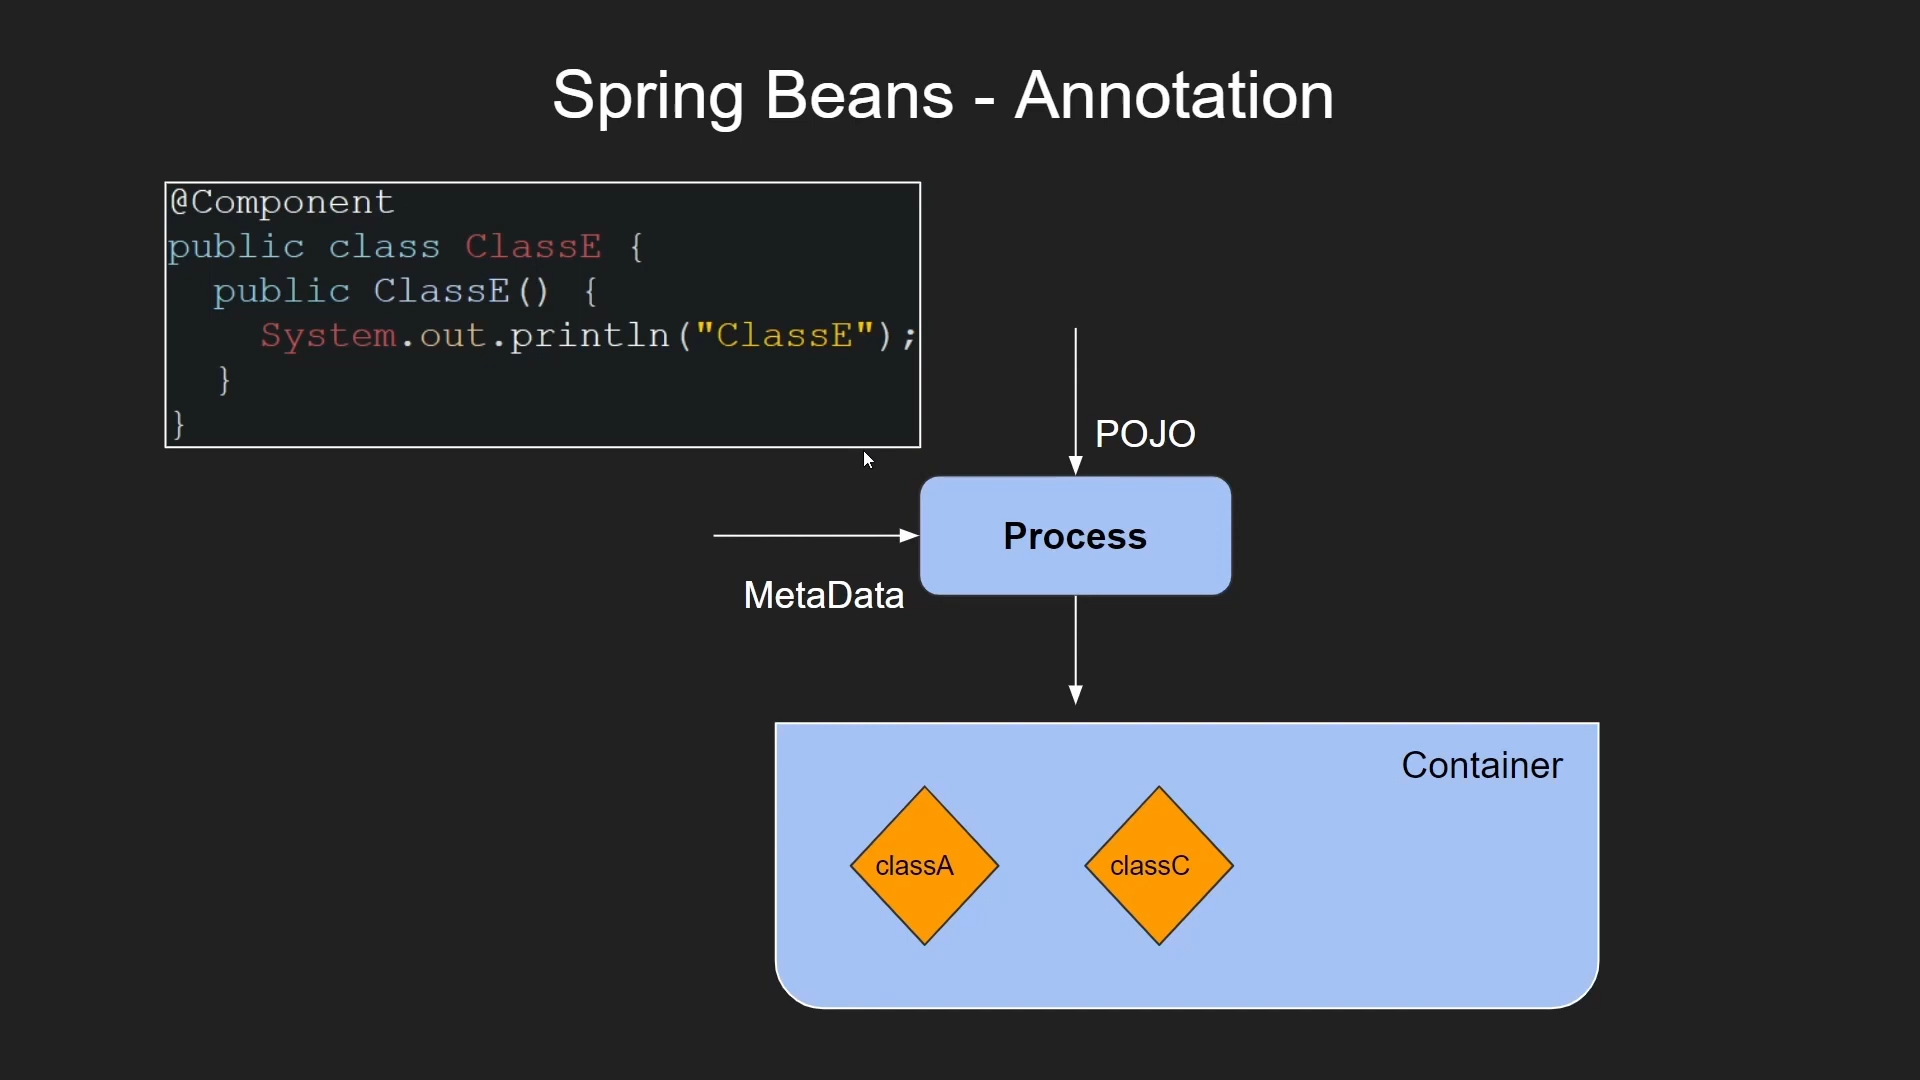 Spring Beans - Annotation
@Component
public class ClassE {
  public ClassE() {
    System.out.println("ClassE");
  }
}
POJO
Process
MetaData
Container
classA
classC